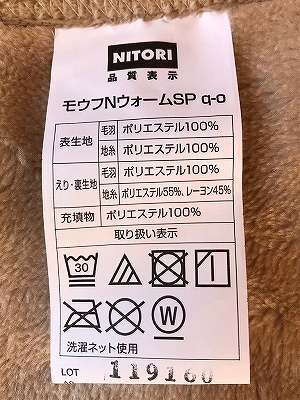 NITORI
品質表示
モウフNウォームSP q-o
表生地 毛羽 ポリエステル100%
地糸 ポリエステル100%
えり・裏生地 毛羽 ポリエステル100%
地糸 ポリエステル55%、レーヨン45%
充填物 ポリエステル100%
取り扱い表示
30
W
洗濯ネット使用
LOT
119160